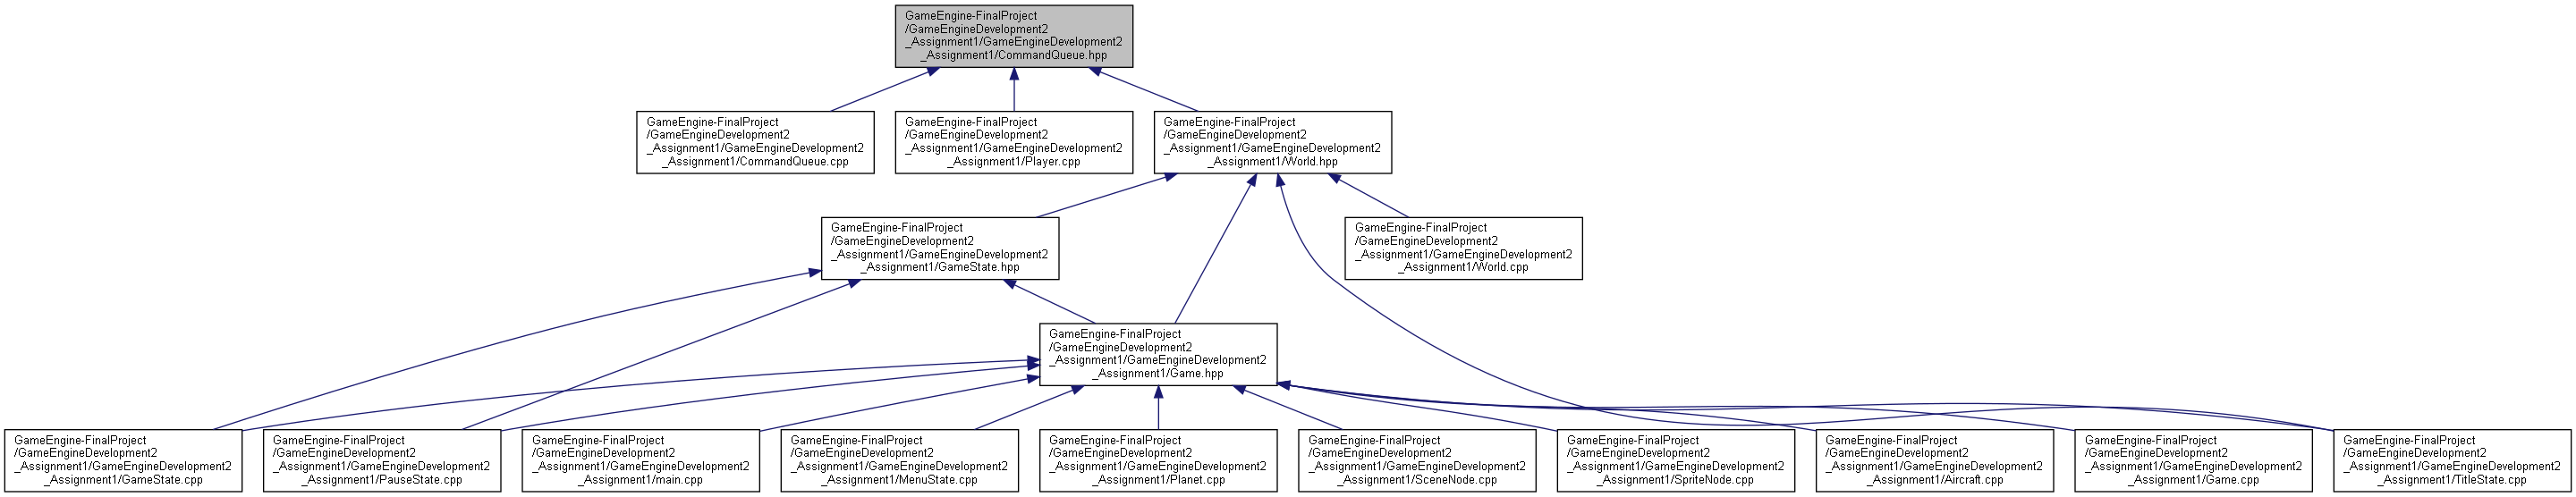 GameEngine-FinalProject
/GameEngineDevelopment2
_Assignment1/GameEngineDevelopment2
_Assignment1/CommandQueue.hpp
GameEngine-FinalProject
/GameEngineDevelopment2
_Assignment1/GameEngineDevelopment2
_Assignment1/CommandQueue.cpp
GameEngine-FinalProject
/GameEngineDevelopment2
_Assignment1/GameEngineDevelopment2
_Assignment1/Player.cpp
GameEngine-FinalProject
/GameEngineDevelopment2
_Assignment1/GameEngineDevelopment2
_Assignment1/World.hpp
GameEngine-FinalProject
/GameEngineDevelopment2
_Assignment1/GameEngineDevelopment2
_Assignment1/GameState.hpp
GameEngine-FinalProject
/GameEngineDevelopment2
_Assignment1/GameEngineDevelopment2
_Assignment1/World.cpp
GameEngine-FinalProject
/GameEngineDevelopment2
_Assignment1/GameEngineDevelopment2
_Assignment1/Game.hpp
GameEngine-FinalProject
/GameEngineDevelopment2
_Assignment1/GameEngineDevelopment2
_Assignment1/GameState.cpp
GameEngine-FinalProject
/GameEngineDevelopment2
_Assignment1/GameEngineDevelopment2
_Assignment1/PauseState.cpp
GameEngine-FinalProject
/GameEngineDevelopment2
_Assignment1/GameEngineDevelopment2
_Assignment1/main.cpp
GameEngine-FinalProject
/GameEngineDevelopment2
_Assignment1/GameEngineDevelopment2
_Assignment1/MenuState.cpp
GameEngine-FinalProject
/GameEngineDevelopment2
_Assignment1/GameEngineDevelopment2
_Assignment1/Planet.cpp
GameEngine-FinalProject
/GameEngineDevelopment2
_Assignment1/GameEngineDevelopment2
_Assignment1/SceneNode.cpp
GameEngine-FinalProject
/GameEngineDevelopment2
_Assignment1/GameEngineDevelopment2
_Assignment1/SpriteNode.cpp
GameEngine-FinalProject
/GameEngineDevelopment2
_Assignment1/GameEngineDevelopment2
_Assignment1/Aircraft.cpp
GameEngine-FinalProject
/GameEngineDevelopment2
_Assignment1/GameEngineDevelopment2
_Assignment1/Game.cpp
GameEngine-FinalProject
/GameEngineDevelopment2
_Assignment1/GameEngineDevelopment2
_Assignment1/TitleState.cpp